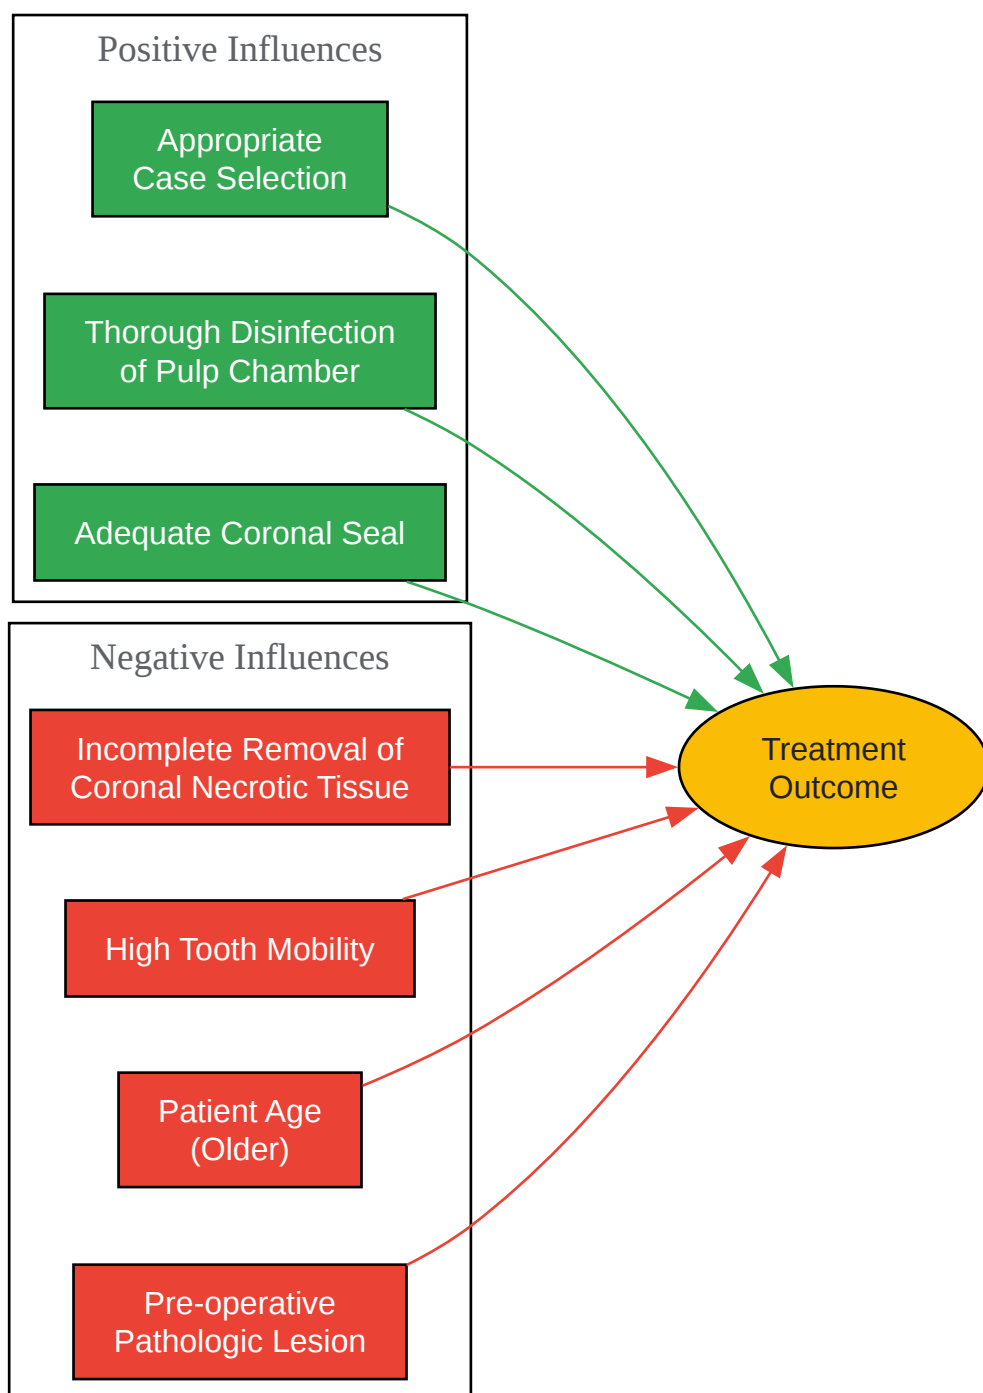 Positive Influences
Appropriate
Case Selection
Thorough Disinfection
of Pulp Chamber
Adequate Coronal Seal
Negative Influences
Incomplete Removal of
Coronal Necrotic Tissue
High Tooth Mobility
Patient Age
(Older)
Pre-operative
Pathologic Lesion
Treatment
Outcome